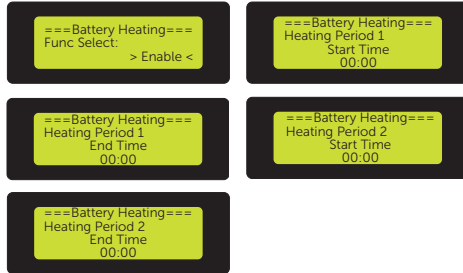 ===Battery Heating===
Func Select:
> Enable <
===Battery Heating===
Heating Period 1
Start Time
00:00
===Battery Heating===
Heating Period 1
End Time
00:00
===Battery Heating===
Heating Period 2
Start Time
00:00
===Battery Heating===
Heating Period 2
End Time
00:00